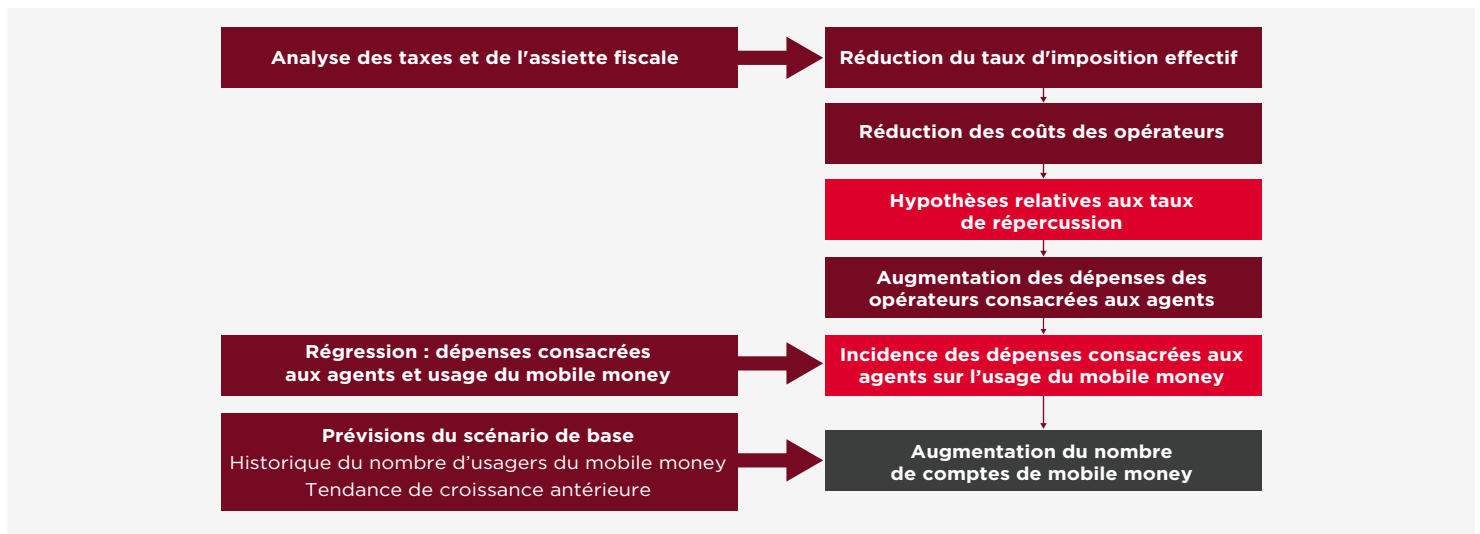 Analyse des taxes et de l'assiette fiscale
Réduction du taux d'imposition effectif
Réduction des coûts des opérateurs
Hypothèses relatives aux taux
de répercussion
Augmentation des dépenses des
opérateurs consacrées aux agents
Régression : dépenses consacrées
aux agents et usage du mobile money
Incidence des dépenses consacrées aux
agents sur l’usage du mobile money
Prévisions du scénario de base
Historique du nombre d’usagers du mobile money
Tendance de croissance antérieure
Augmentation du nombre
de comptes de mobile money